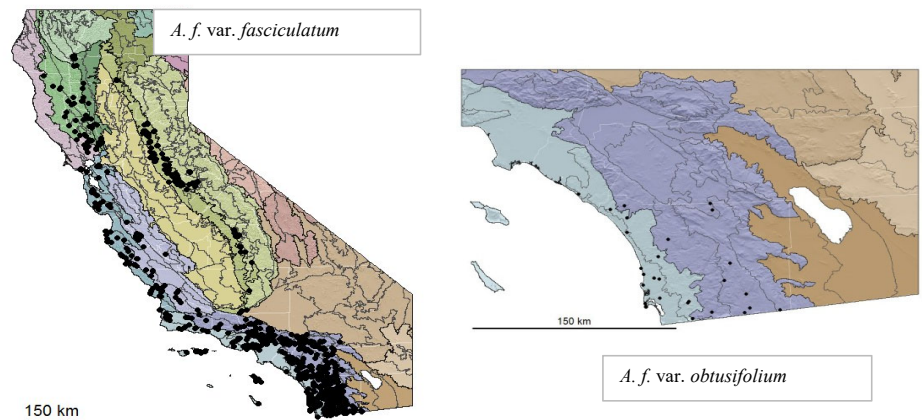 A. f. var. fasciculatum
150 km
150 km
A. f. var. obtusifolium